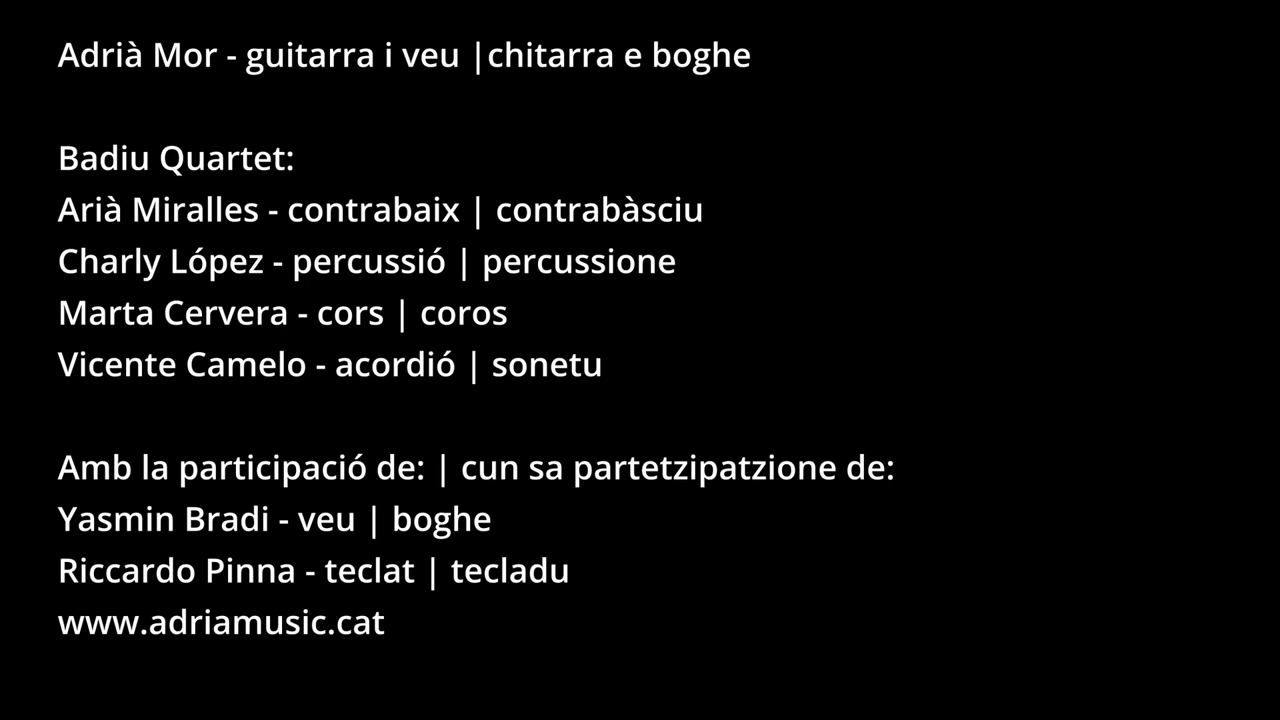 Adrià Mor - guitarra i veu |chitarra e boghe
Badiu Quartet:
Arià Miralles - contrabaix | contrabàsciu
Charly López - percussió | percussione
Marta Cervera - cors | coros
Vicente Camelo - acordió | sonetu
Amb la participació de: | cun sa partetzipatzione de:
Yasmin Bradi - veu | boghe
Riccardo Pinna - teclat | tecladu
www.adriamusic.cat